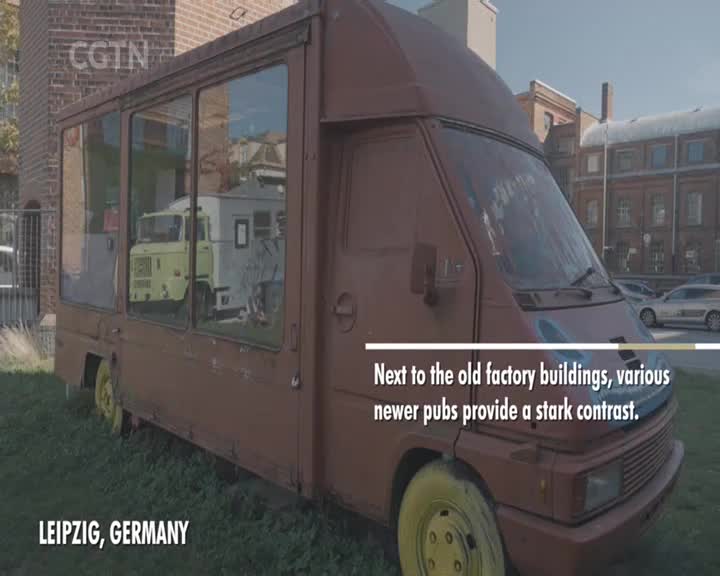 CGTN
Next to the old factory buildings, various
newer pubs provide a stark contrast.
LEIPZIG, GERMANY